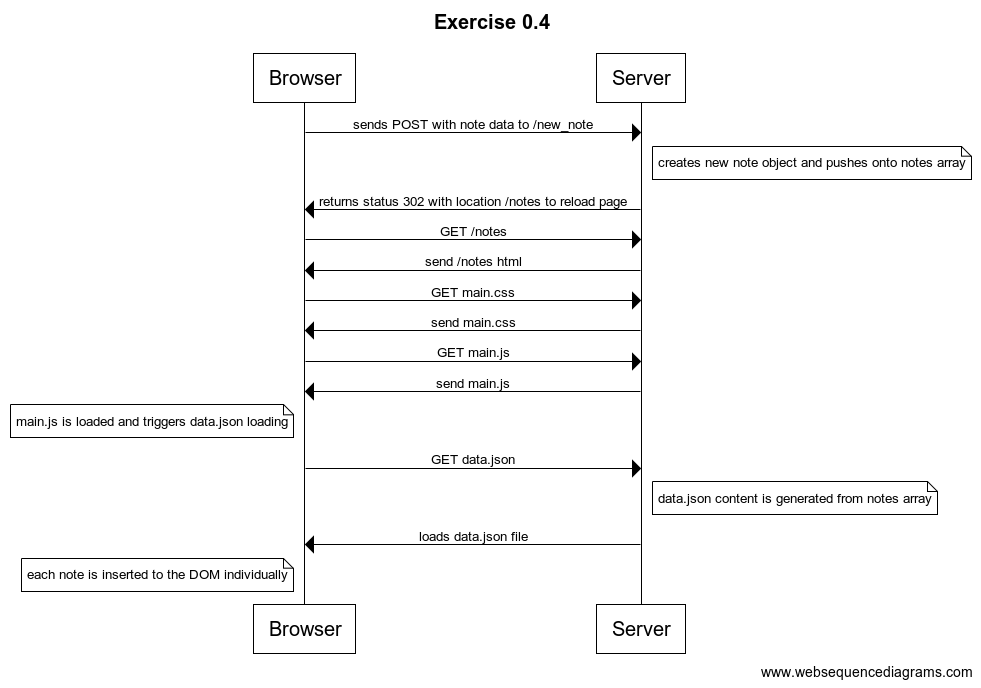 Exercise 0.4
Browser
Server
sends POST with note data to /new_note
creates new note object and pushes onto notes array
returns status 302 with location /notes to reload page
GET /notes
send /notes html
GET main.css
send main.css
GET main.js
send main.js
main.js is loaded and triggers data.json loading
GET data.json
data.json content is generated from notes array
loads data.json file
each note is inserted to the DOM individually
Browser
Server
www.websequencediagrams.com